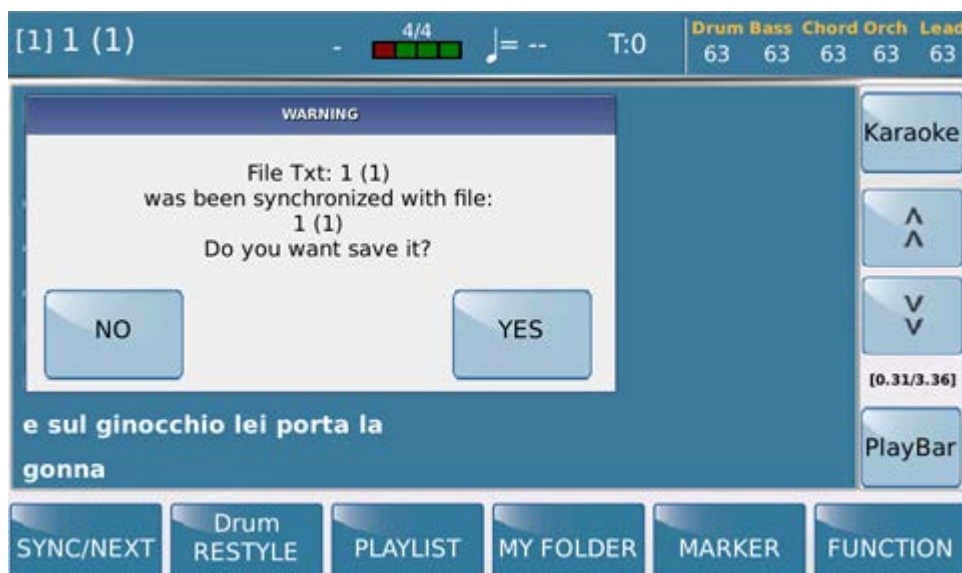 [1] 1 (1)
-
4/4
= --
T:0
Drum Bass Chord Orch Lead
63 63 63 63 63
WARNING
File Txt: 1 (1)
was been synchronized with file:
1 (1)
Do you want save it?
NO
YES
e sul ginocchio lei porta la
gonna
Karaoke
[0.31/3.36]
PlayBar
SYNC/NEXT
Drum
RESTYLE
PLAYLIST
MY FOLDER
MARKER
FUNCTION